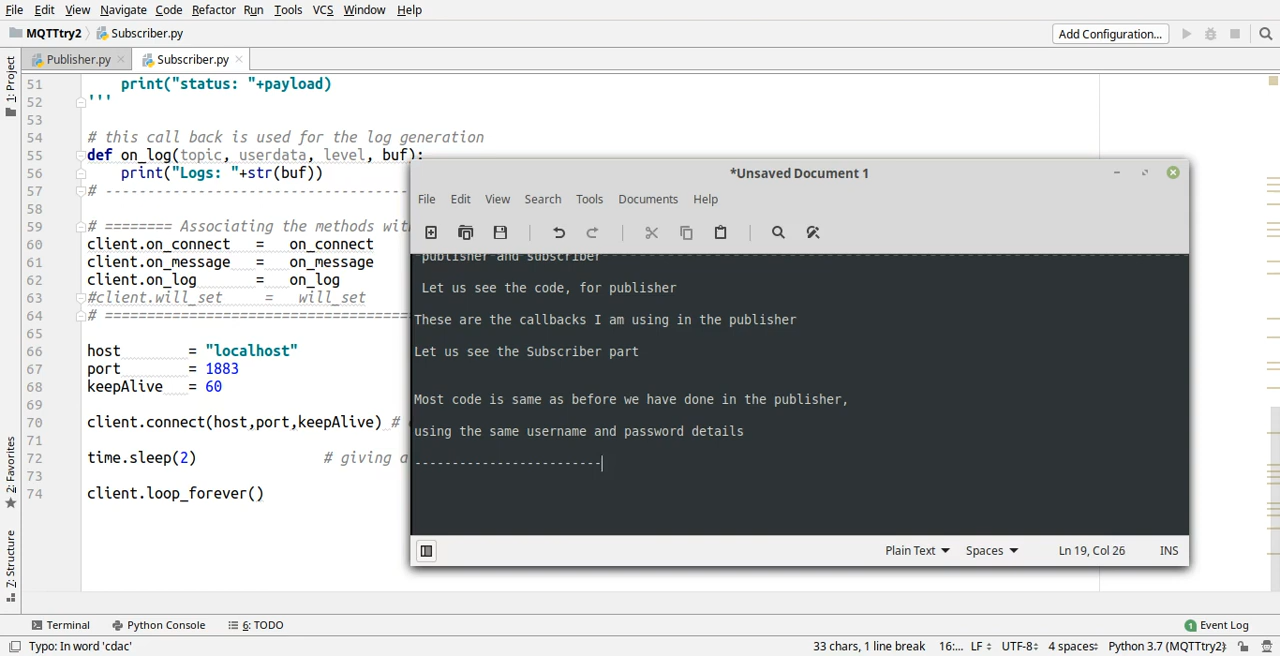 File Edit View Navigate Code Refactor Run Tools VCS Window Help
MQTTtry2 Subscriber.py Add Configuration...
Publisher.py Subscriber.py
1: Project
2: Favorites
7: Structure
51 print("status: "+payload)
52 '''
53
54 # this call back is used for the log generation
55 def on_log(topic, userdata, level, buf):
56 print("Logs: "+str(buf))
57 # ------------------------------------
58
59 # ======== Associating the methods wit
60 client.on_connect = on_connect
61 client.on_message = on_message
62 client.on_log = on_log
63 #client.will_set = will_set
64 # ====================================
65
66 host = "localhost"
67 port = 1883
68 keepAlive = 60
69
70 client.connect(host,port,keepAlive) #
71
72 time.sleep(2) # giving a
73
74 client.loop_forever()
*Unsaved Document 1
File Edit View Search Tools Documents Help
publisher and subscriber
Let us see the code, for publisher
These are the callbacks I am using in the publisher
Let us see the Subscriber part
Most code is same as before we have done in the publisher,
using the same username and password details
-------------------------
Plain Text Spaces Ln 19, Col 26 INS
Terminal Python Console 6: TODO 1 Event Log
Typo: In word 'cdac' 33 chars, 1 line break 16:... LF UTF-8 4 spaces Python 3.7 (MQTTtry2)